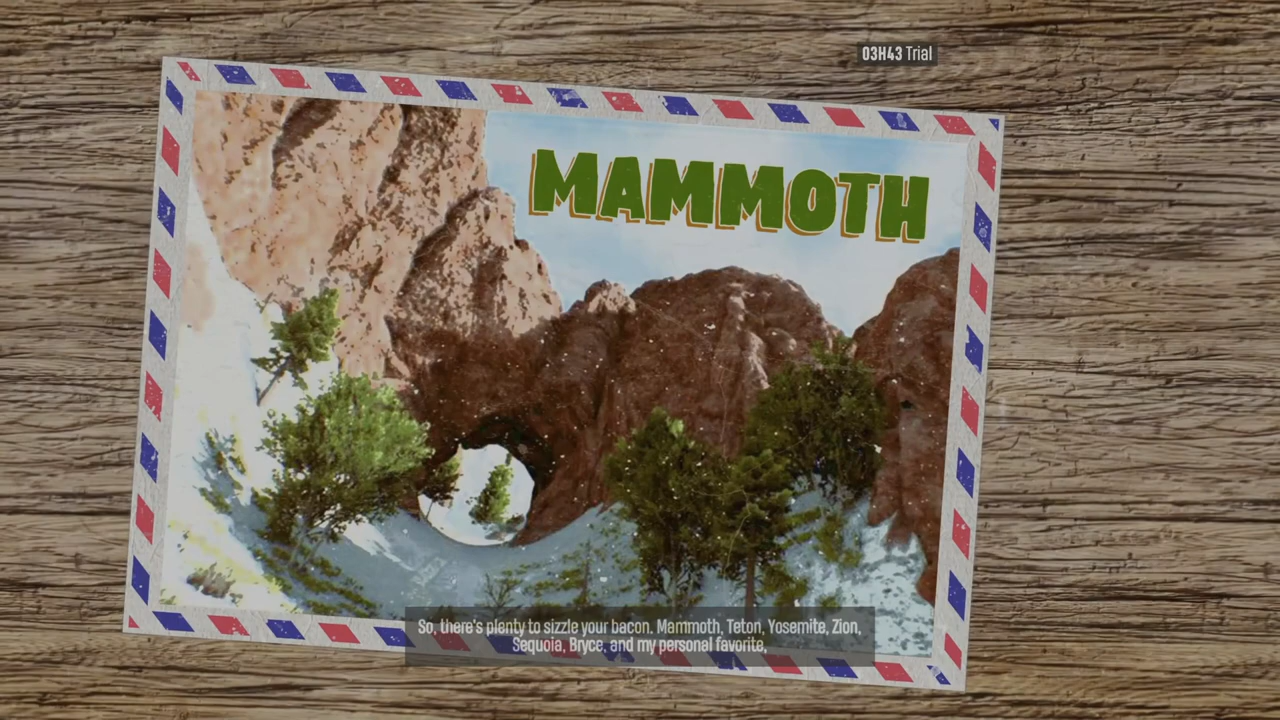 03H43 Trial
MAMMOTH
So, there's plenty to sizzle your bacon. Mammoth, Teton, Yosemite, Zion,
Sequoia, Bryce, and my personal favorite,